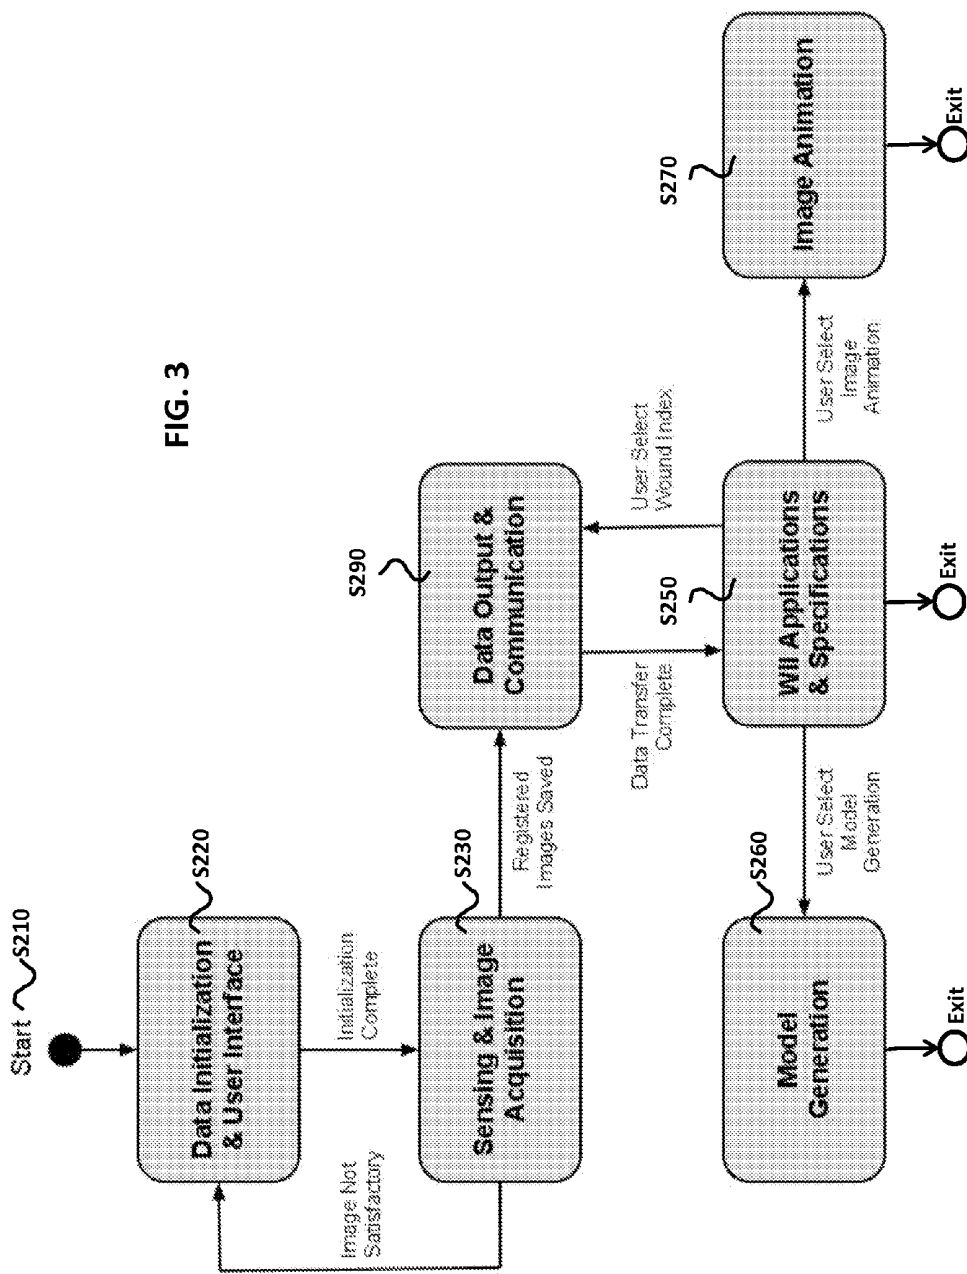 FIG. 3
Start
S210
S220
Data Initialization
& User Interface
Image Not
Satisfactory
Initialization
Complete
S230
Sensing & Image
Acquisition
Registered
Images Saved
S290
Data Output &
Communication
Data Transfer
Complete
User Select
Wound Index
S250
WII Applications
& Specifications
User Select
Model
Generation
User Select
Image
Animation
S260
Model
Generation
S270
Image Animation
Exit
Exit
Exit